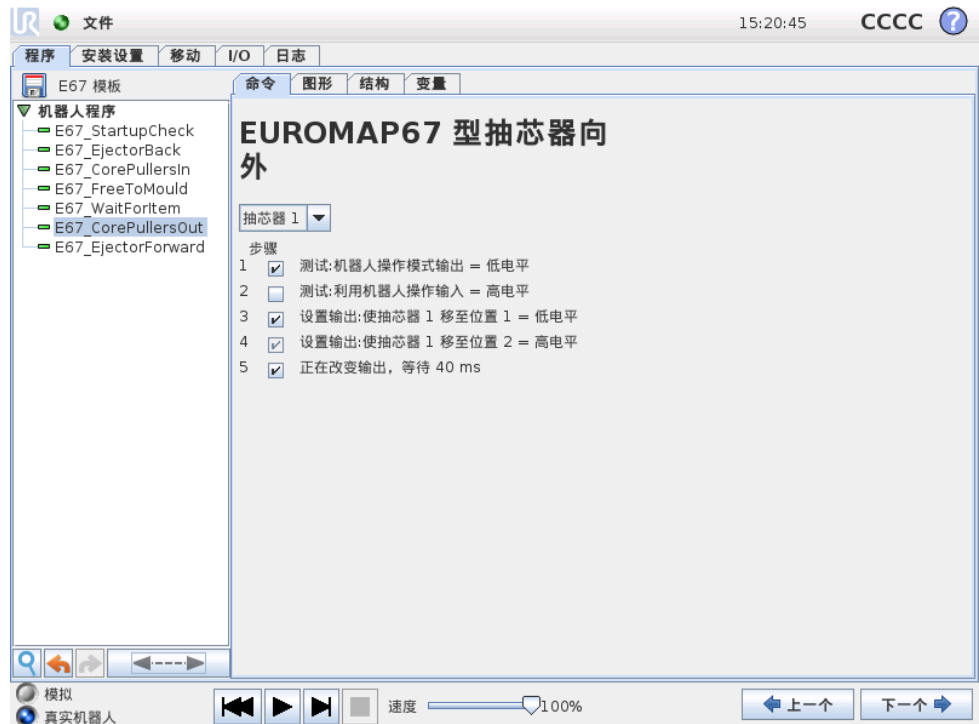 UR 文件 15:20:45 CCCC ?
程序 安装设置 移动 I/O 日志
E67 模板 命令 图形 结构 变量
机器人程序
E67_StartupCheck
E67_EjectorBack
E67_CorePullersIn
E67_FreeToMould
E67_WaitForItem
E67_CorePullersOut
E67_EjectorForward
EUROMAP67 型抽芯器向
外
抽芯器 1
步骤
1 测试:机器人操作模式输出 = 低电平
2 测试:利用机器人操作输入 = 高电平
3 设置输出:使抽芯器 1 移至位置 1 = 低电平
4 设置输出:使抽芯器 1 移至位置 2 = 高电平
5 正在改变输出，等待 40 ms
模拟
真实机器人
速度 100%
上一个 下一个